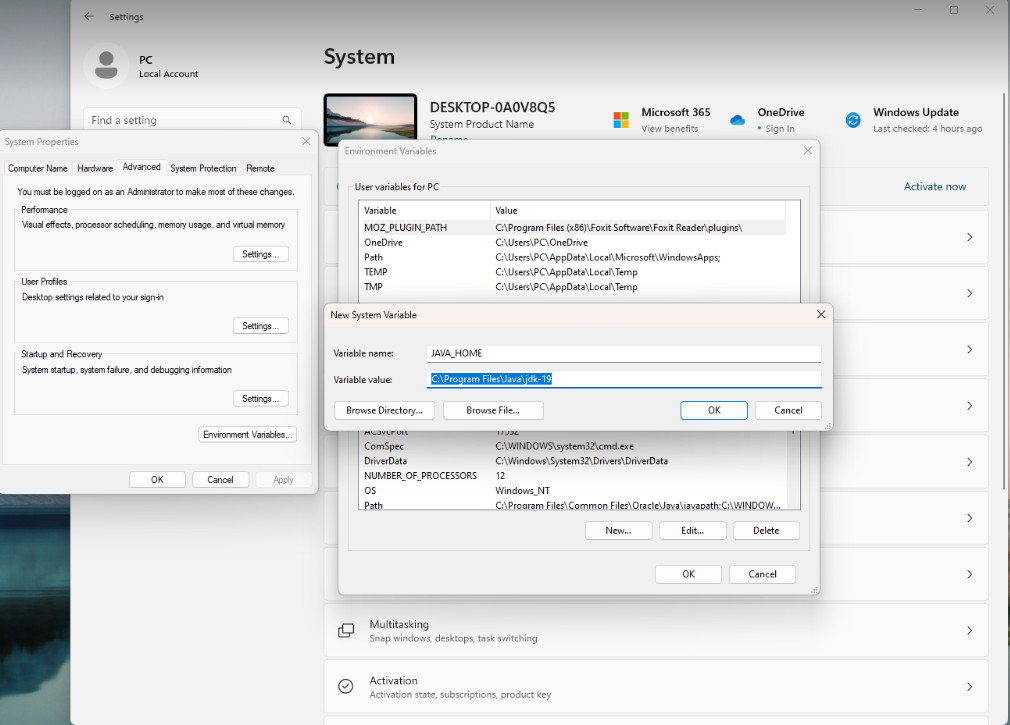 Settings
PC
Local Account
Find a setting
System
DESKTOP-0A0V8Q5
System Product Name
Rename
Microsoft 365
View benefits
OneDrive
• Sign In
Windows Update
Last checked: 4 hours ago
Activate now
System Properties
Computer Name Hardware Advanced System Protection Remote
You must be logged on as an Administrator to make most of these changes.
Performance
Visual effects, processor scheduling, memory usage, and virtual memory
Settings...
User Profiles
Desktop settings related to your sign-in
Settings...
Startup and Recovery
System startup, system failure, and debugging information
Settings...
Environment Variables...
OK Cancel Apply
Environment Variables
User variables for PC
Variable Value
MOZ_PLUGIN_PATH C:\Program Files (x86)\Foxit Software\Foxit Reader\plugins\
OneDrive C:\Users\PC\OneDrive
Path C:\Users\PC\AppData\Local\Microsoft\WindowsApps;
TEMP C:\Users\PC\AppData\Local\Temp
TMP C:\Users\PC\AppData\Local\Temp
New System Variable
Variable name: JAVA_HOME
Variable value: C:\Program Files\Java\jdk-19
Browse Directory... Browse File... OK Cancel
ACSvcPort 17532
ComSpec C:\WINDOWS\system32\cmd.exe
DriverData C:\Windows\System32\Drivers\DriverData
NUMBER_OF_PROCESSORS 12
OS Windows_NT
Path C:\Program Files\Common Files\Oracle\Java\javapath;C:\WINDOW...
New... Edit... Delete
OK Cancel
Multitasking
Snap windows, desktops, task switching
Activation
Activation state, subscriptions, product key